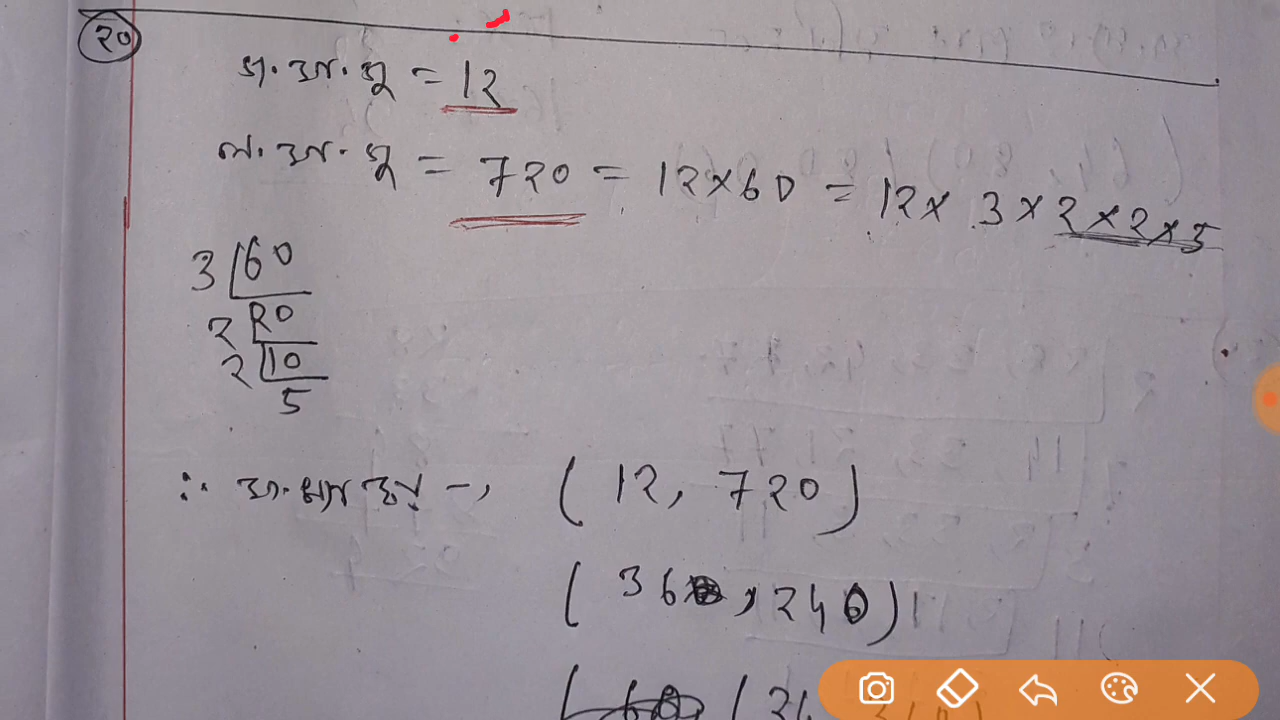 ২০
গ.সা.গু = 12
ল.সা.গু = 720 = 12×60 = 12× 3×2×2×5
3 60
2 20
2 10
5
∴ (12, 720)
(36, 240)